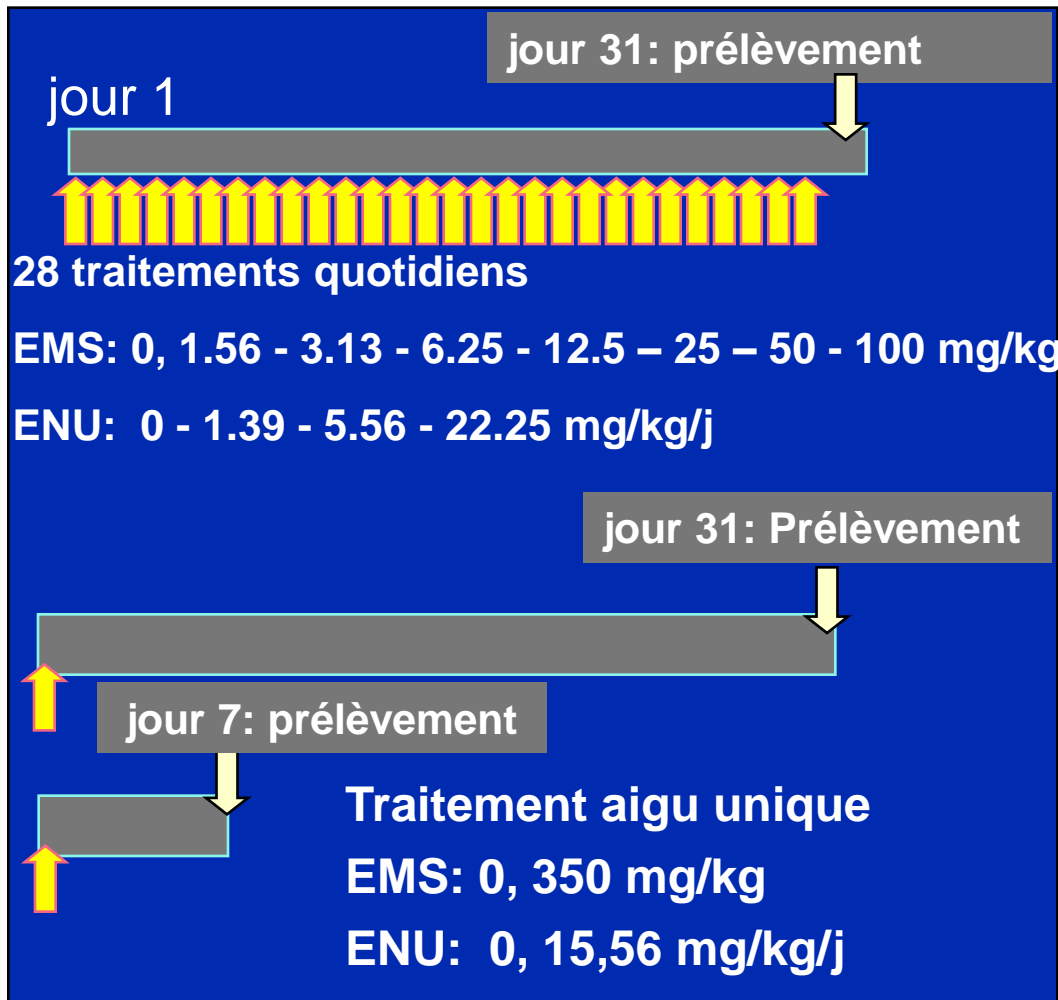 jour 31: prélèvement
jour 1
28 traitements quotidiens
EMS: 0, 1.56 - 3.13 - 6.25 - 12.5 – 25 – 50 - 100 mg/kg
ENU: 0 - 1.39 - 5.56 - 22.25 mg/kg/j
jour 31: Prélèvement
jour 7: prélèvement
Traitement aigu unique
EMS: 0, 350 mg/kg
ENU: 0, 15,56 mg/kg/j